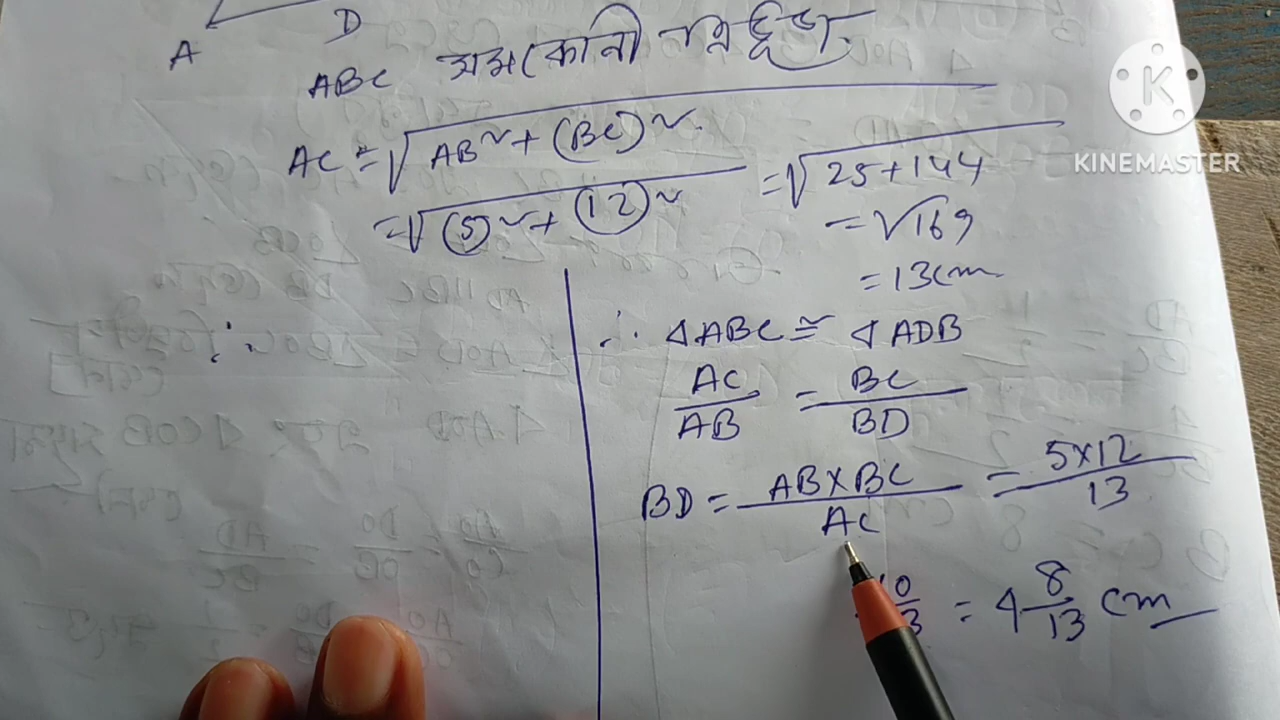 A D
ABC সমকোনী ত্রিভুজ.
AC = √AB² + (BC)².
= √(5)² + (12)² = √25+144
= √169
= 13cm
∴ ◁ABC ≅ ◁ADB
AC/AB = BC/BD
BD = AB×BC/AC = 5×12/13
= 4 8/13 cm
K
KINEMASTER